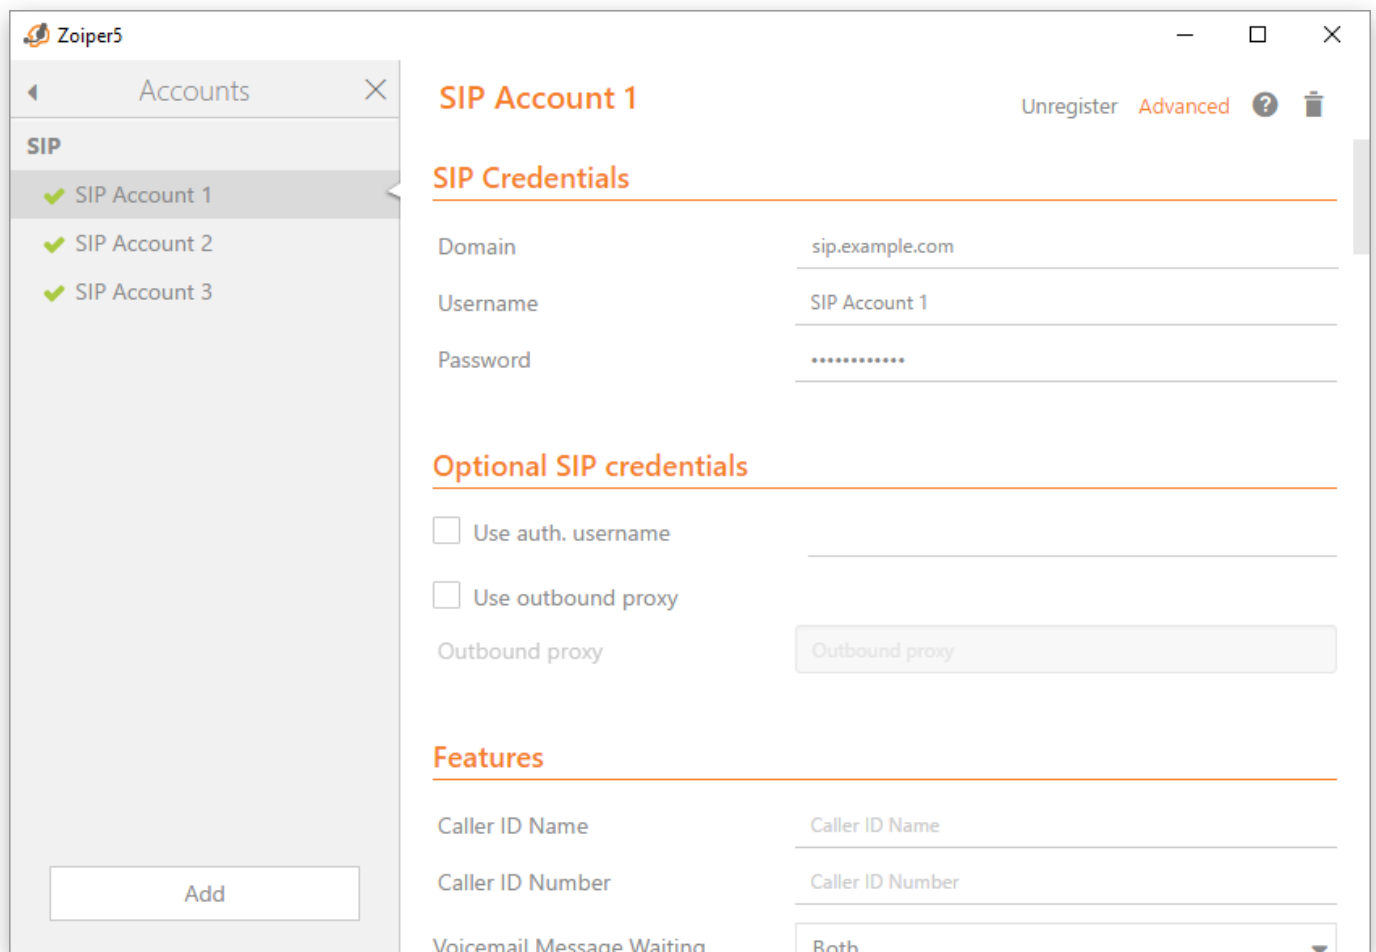 Zoiper5
Accounts
SIP
SIP Account 1
SIP Account 2
SIP Account 3
Add
SIP Account 1
Unregister Advanced ?
SIP Credentials
Domain sip.example.com
Username SIP Account 1
Password ••••••••••••
Optional SIP credentials
Use auth. username
Use outbound proxy
Outbound proxy Outbound proxy
Features
Caller ID Name Caller ID Name
Caller ID Number Caller ID Number
Voicemail Message Waiting Both